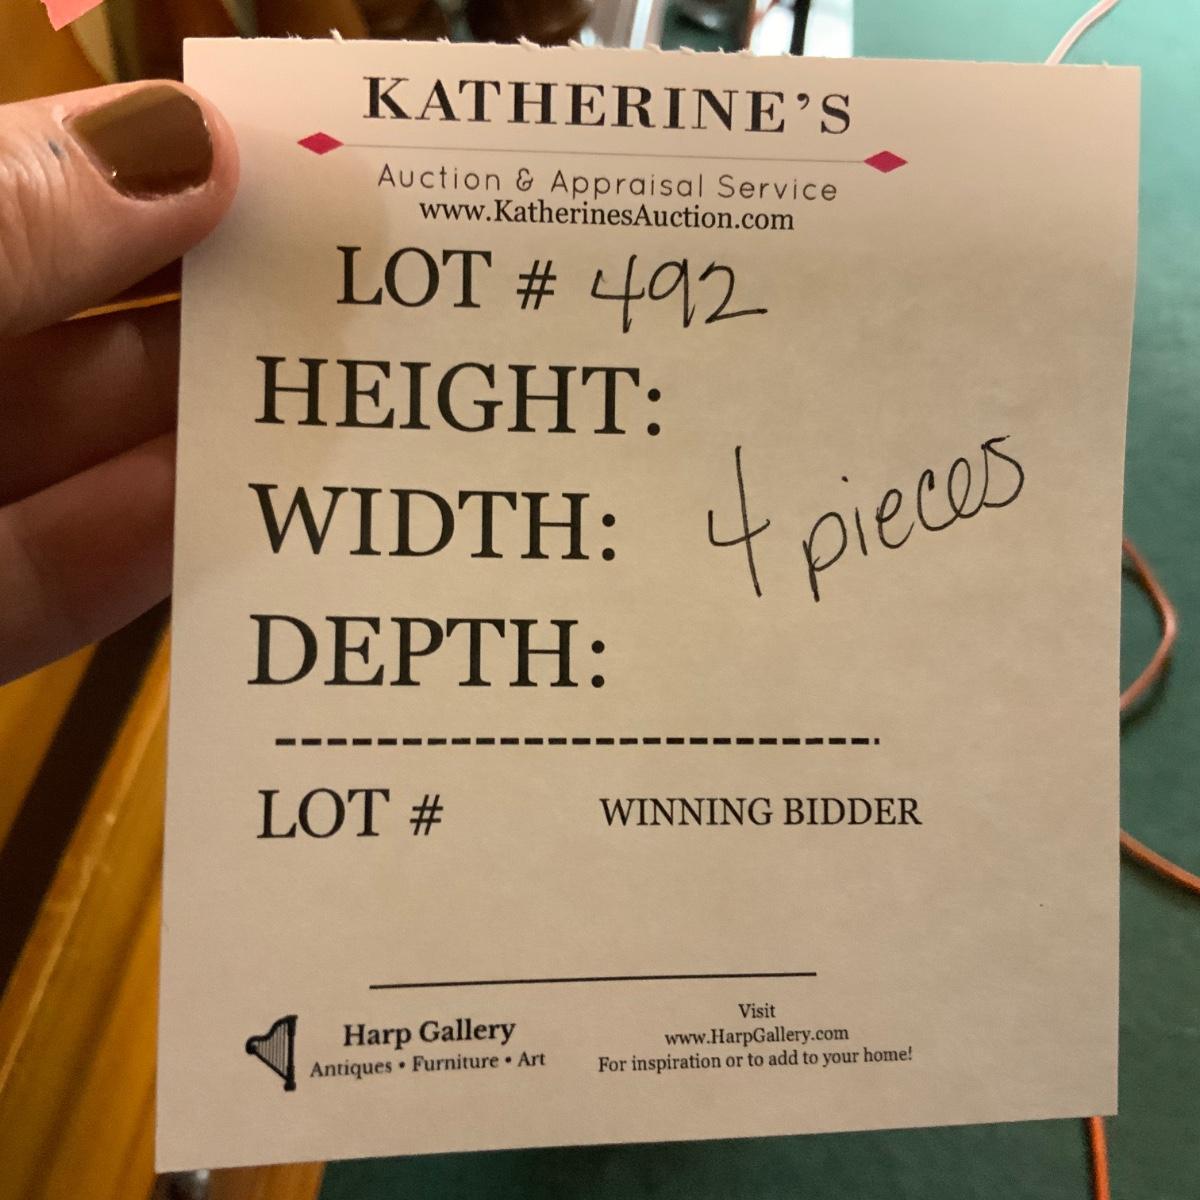 KATHERINE'S
Auction & Appraisal Service
www.KatherinesAuction.com
LOT # 492
HEIGHT:
WIDTH: 4 pieces
DEPTH:
LOT # WINNING BIDDER
Harp Gallery
Antiques • Furniture • Art
Visit
www.HarpGallery.com
For inspiration or to add to your home!